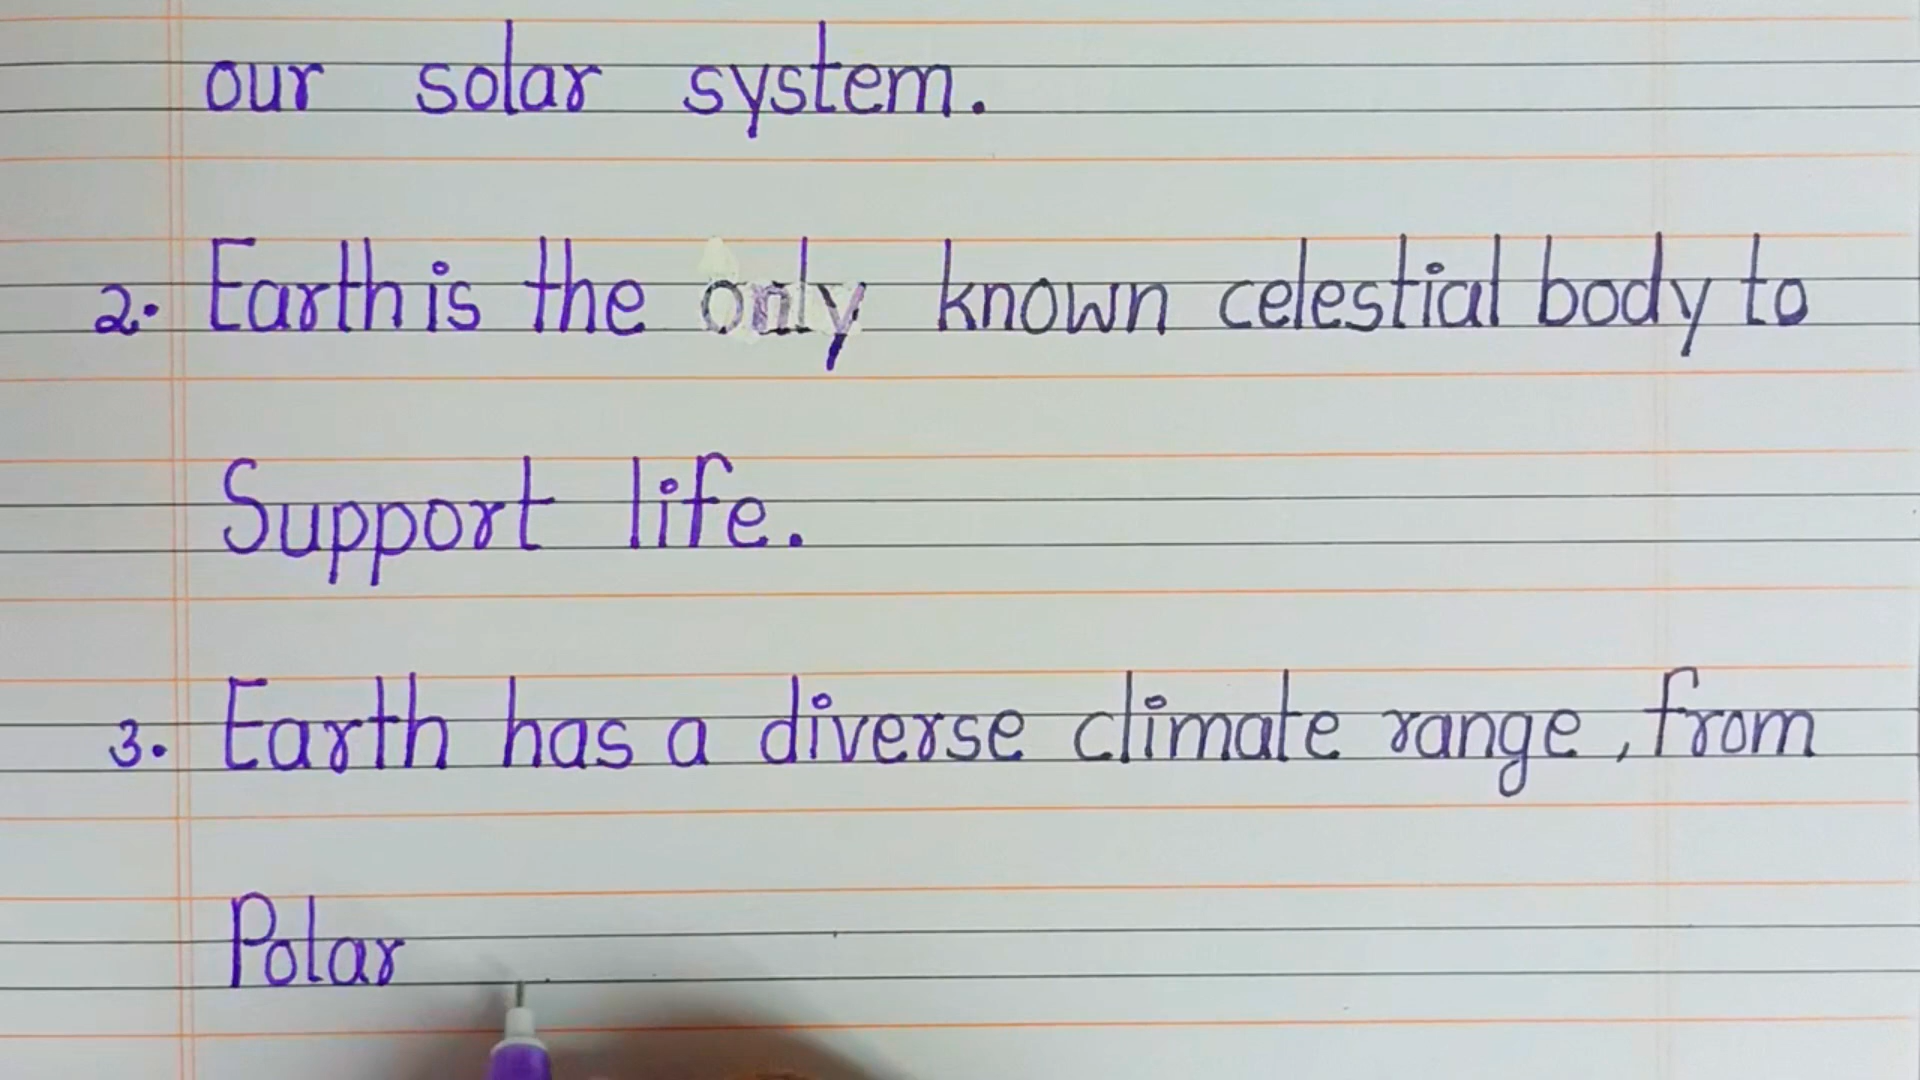 our solar system.
2. Earth is the only known celestial body to
Support life.
3. Earth has a diverse climate range, from
Polar